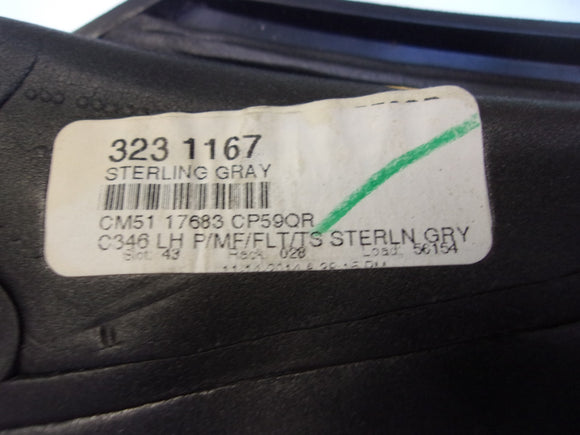 323 1167
STERLING GRAY
CM51 17683 CP59QR
C346 LH P/MF/FLT/TS STERLN GRY
Slot: 43 Rack: 028 Load: 56154